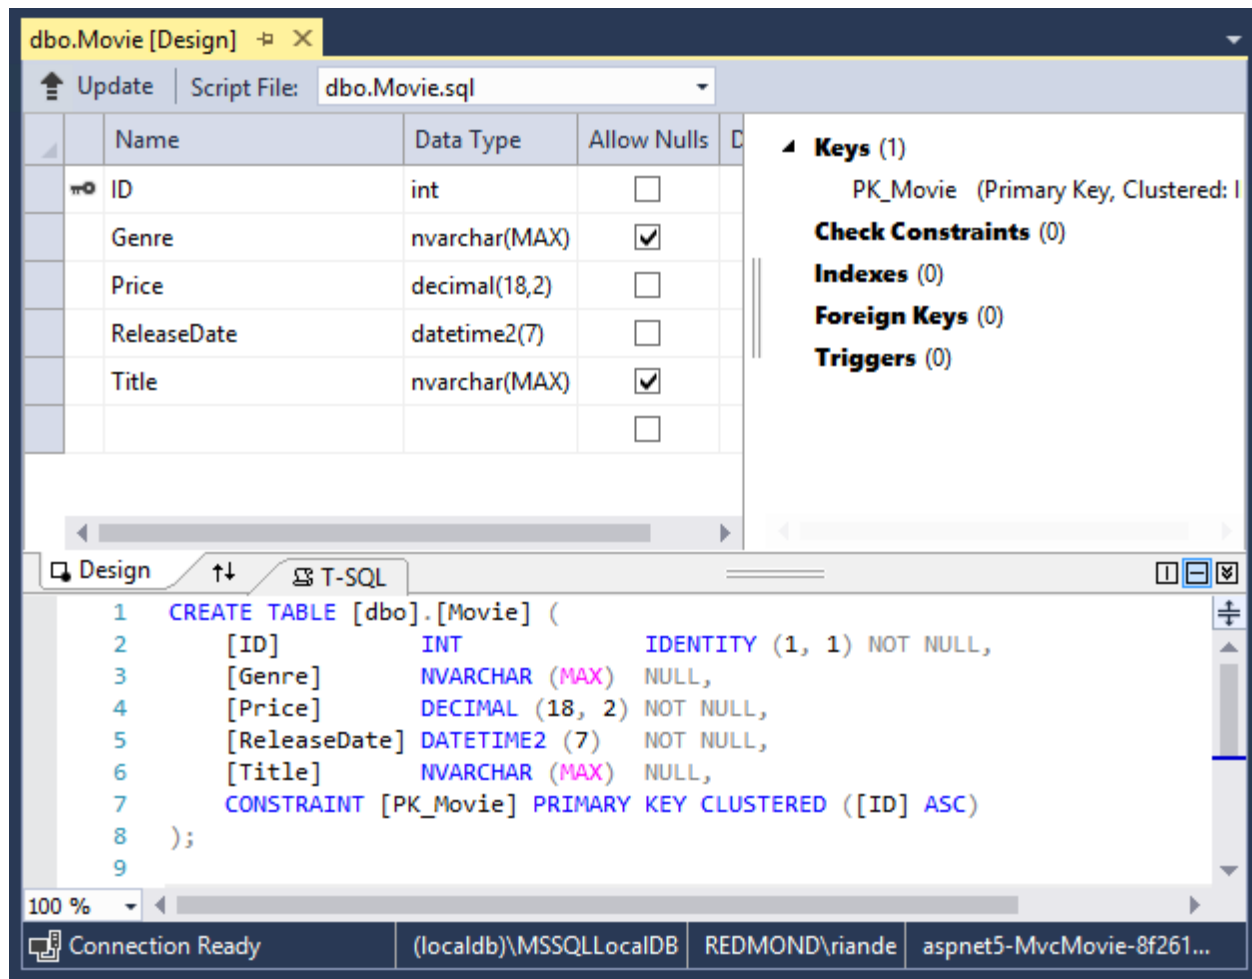 dbo.Movie [Design]
Update Script File: dbo.Movie.sql
Name Data Type Allow Nulls D
ID int
Genre nvarchar(MAX)
Price decimal(18,2)
ReleaseDate datetime2(7)
Title nvarchar(MAX)
Keys (1)
PK_Movie (Primary Key, Clustered: I
Check Constraints (0)
Indexes (0)
Foreign Keys (0)
Triggers (0)
Design T-SQL
1 CREATE TABLE [dbo].[Movie] (
2 [ID] INT IDENTITY (1, 1) NOT NULL,
3 [Genre] NVARCHAR (MAX) NULL,
4 [Price] DECIMAL (18, 2) NOT NULL,
5 [ReleaseDate] DATETIME2 (7) NOT NULL,
6 [Title] NVARCHAR (MAX) NULL,
7 CONSTRAINT [PK_Movie] PRIMARY KEY CLUSTERED ([ID] ASC)
8 );
9
100 %
Connection Ready (localdb)\MSSQLLocalDB REDMOND\riande aspnet5-MvcMovie-8f261...